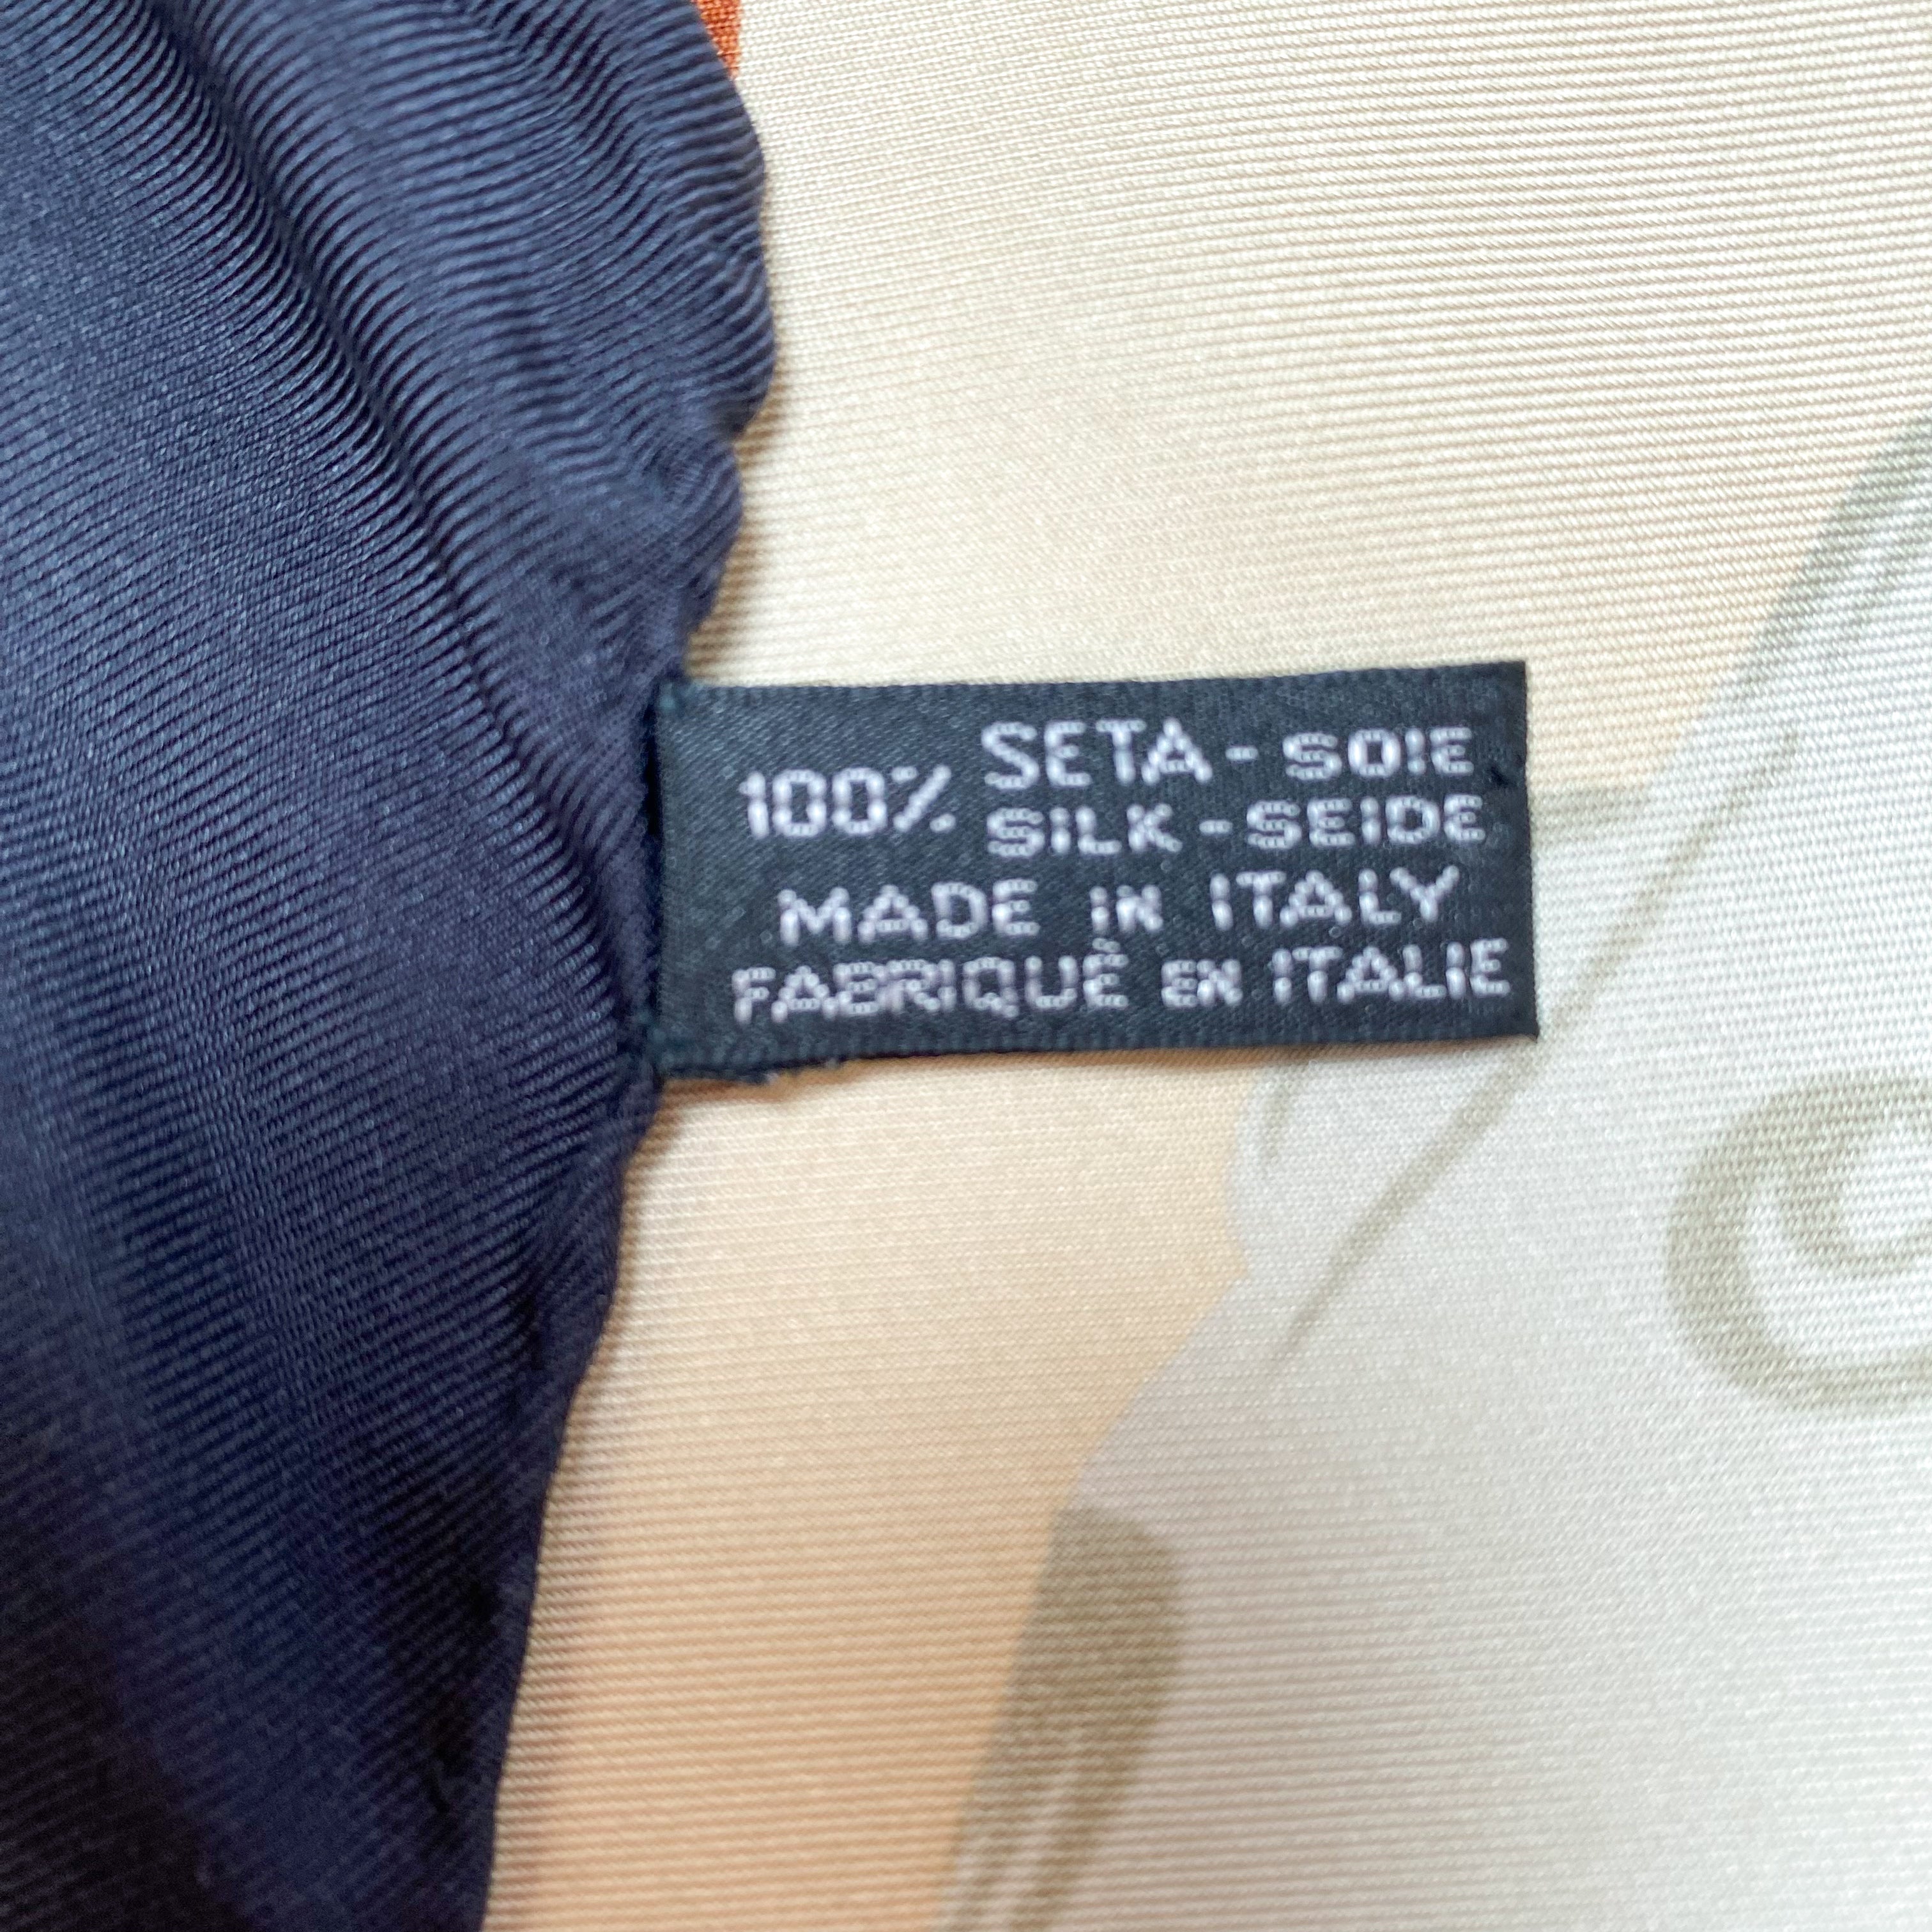 100% SETA - SOIE
SILK - SEIDE
MADE IN ITALY
FABRIQUÉ EN ITALIE